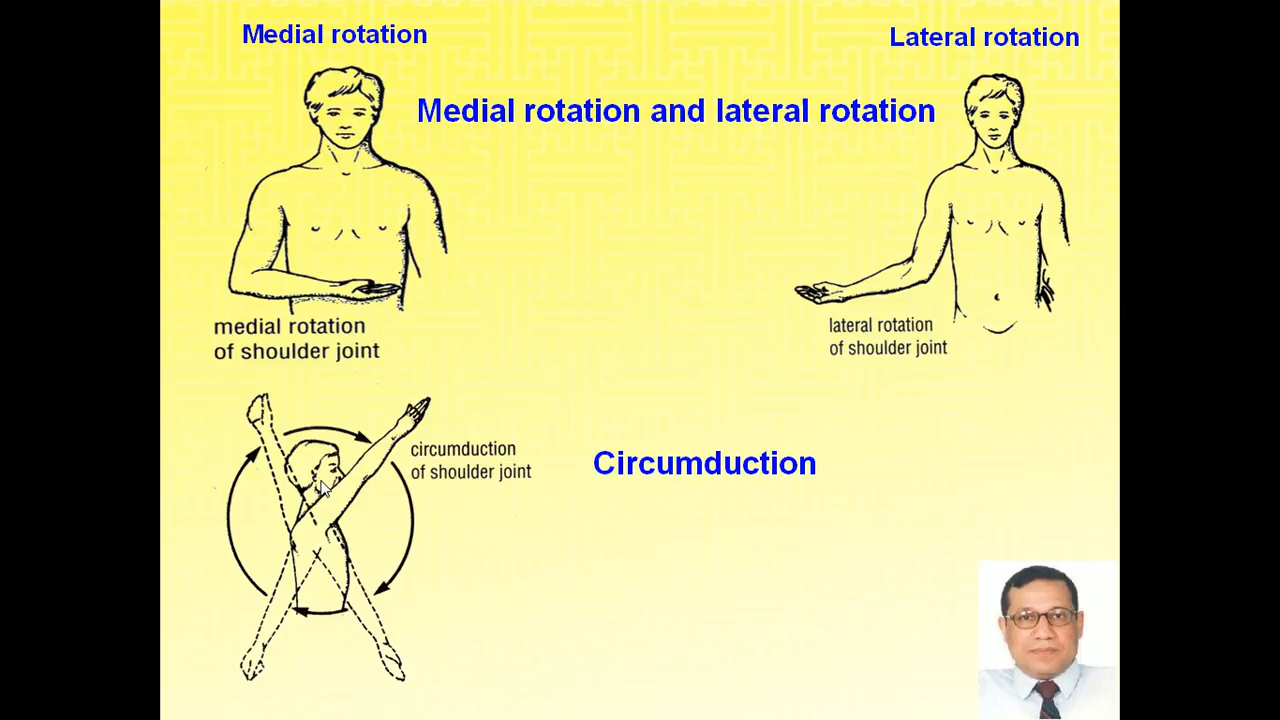 Medial rotation
Lateral rotation
Medial rotation and lateral rotation
medial rotation
of shoulder joint
lateral rotation
of shoulder joint
circumduction
of shoulder joint
Circumduction